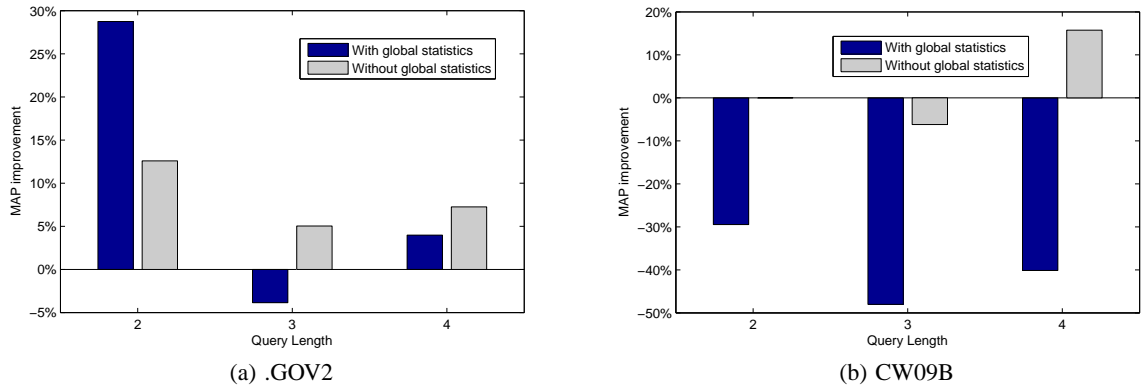 30%
25%
20%
15%
10%
5%
0%
−5%
MAP improvement
With global statistics
Without global statistics
2
3
4
Query Length
(a) .GOV2
20%
10%
0%
−10%
−20%
−30%
−40%
−50%
MAP improvement
With global statistics
Without global statistics
2
3
4
Query Length
(b) CW09B